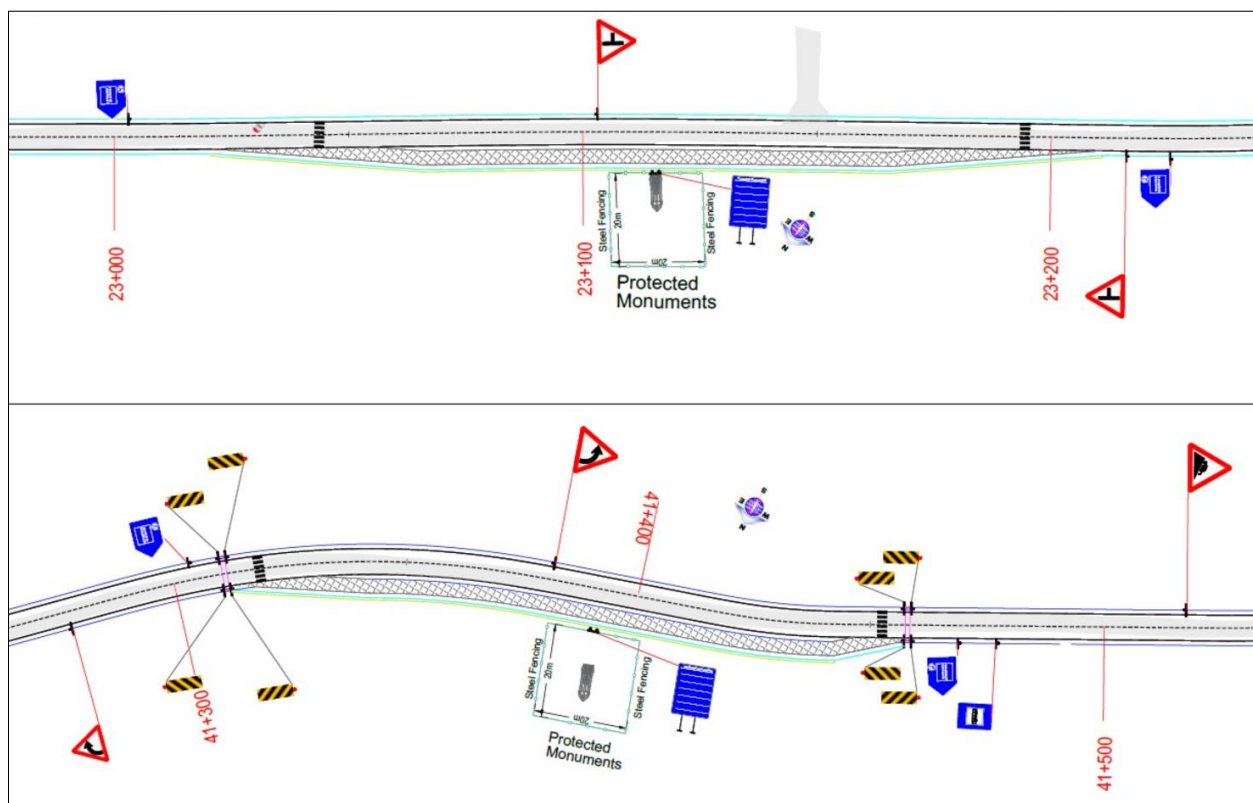 23+000
23+100
23+200
Steel Fencing
20m
20m
Steel Fencing
Protected
Monuments
S
E
W
N
41+300
41+400
41+500
Steel Fencing
20m
20m
Steel Fencing
Protected
Monuments
S
E
W
N